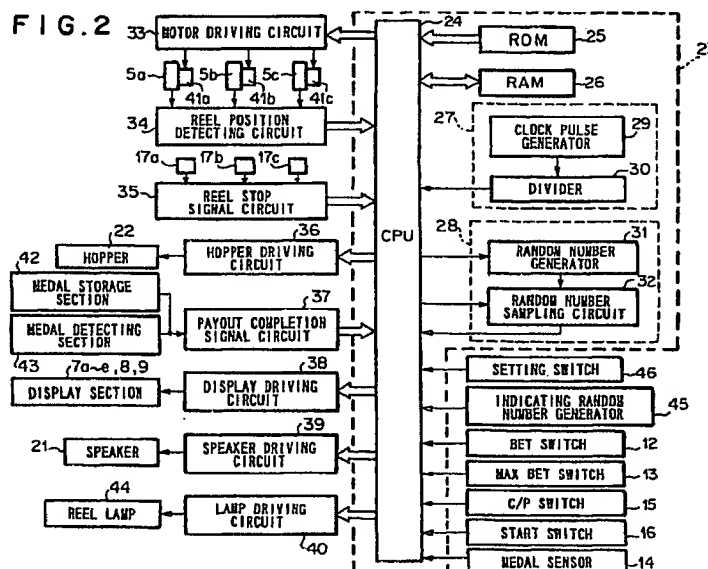 FIG.2
33
MOTOR DRIVING CIRCUIT
5a
5b
5c
41a
41b
41c
34
REEL POSITION
DETECTING CIRCUIT
17a
17b
17c
35
REEL STOP
SIGNAL CIRCUIT
42
22
HOPPER
36
HOPPER DRIVING
CIRCUIT
MEDAL STORAGE
SECTION
MEDAL DETECTING
SECTION
43
37
PAYOUT COMPLETION
SIGNAL CIRCUIT
7a~e,8,9
DISPLAY SECTION
38
DISPLAY DRIVING
CIRCUIT
21
SPEAKER
39
SPEAKER DRIVING
CIRCUIT
44
REEL LAMP
LAMP DRIVING
CIRCUIT
40
24
CPU
ROM
25
RAM
26
27
CLOCK PULSE
GENERATOR
29
30
DIVIDER
28
31
RANDOM NUMBER
GENERATOR
32
RANDOM NUMBER
SAMPLING CIRCUIT
SETTING SWITCH
46
INDICATING RANDOM
NUMBER GENERATOR
45
BET SWITCH
12
MAX BET SWITCH
13
C/P SWITCH
15
START SWITCH
16
MEDAL SENSOR
14